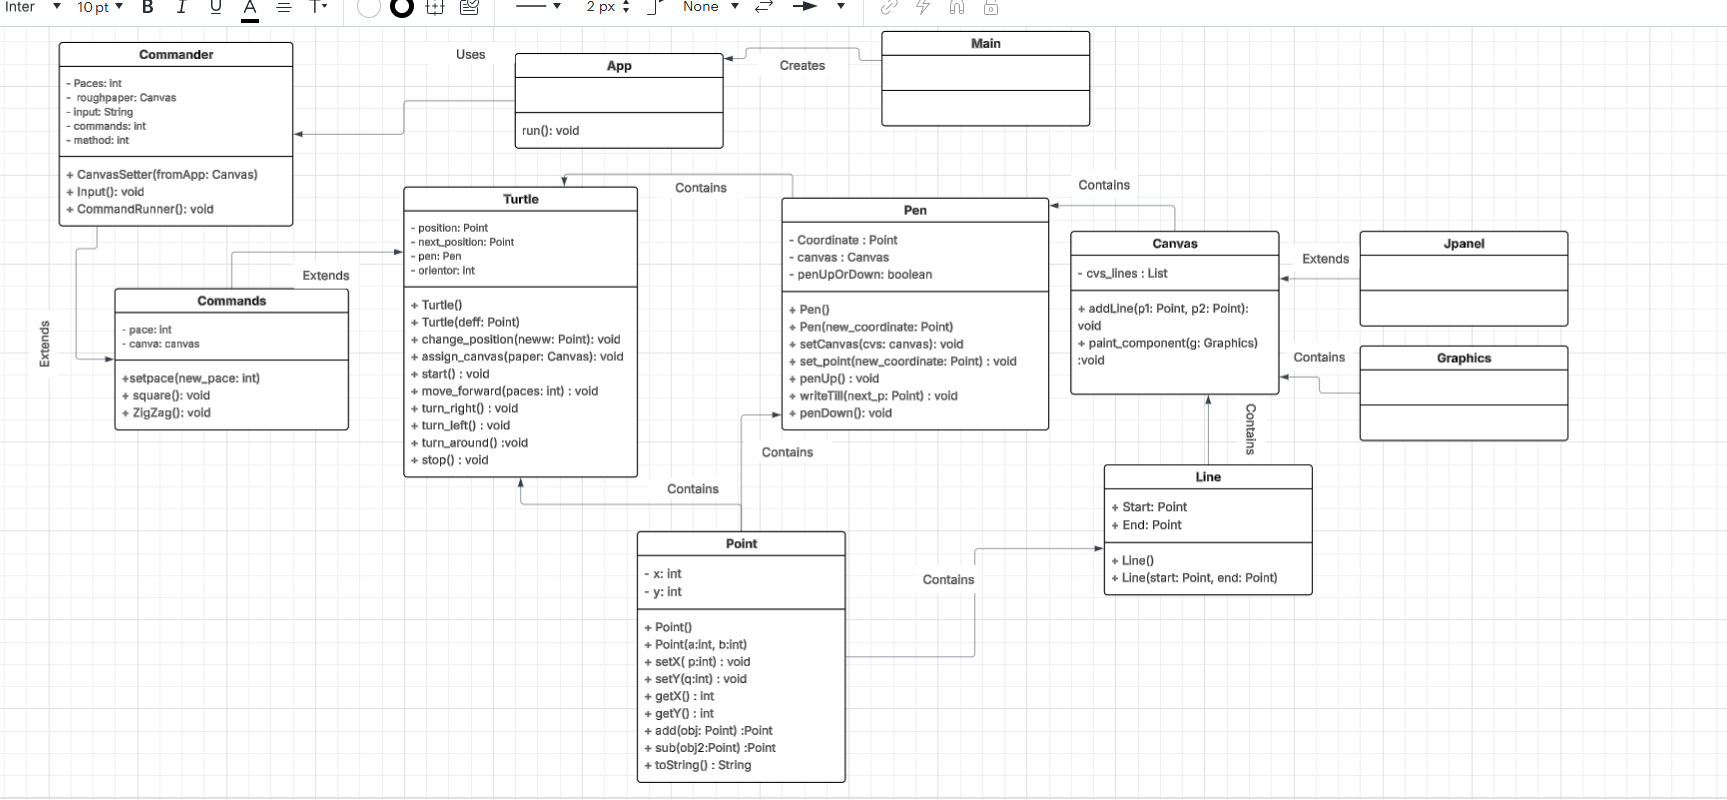 Inter 10 pt B I U A T 2 px None
Commander
- Paces: int
- roughpaper: Canvas
- input: String
- commands: int
- method: int
+ CanvasSetter(fromApp: Canvas)
+ Input(): void
+ CommandRunner(): void
Uses
App
run(): void
Creates
Main
Turtle
- position: Point
- next_position: Point
- pen: Pen
- orientor: int
+ Turtle()
+ Turtle(deff: Point)
+ change_position(neww: Point): void
+ assign_canvas(paper: Canvas): void
+ start() : void
+ move_forward(paces: int) : void
+ turn_right() : void
+ turn_left() : void
+ turn_around() :void
+ stop() : void
Contains
Pen
- Coordinate : Point
- canvas : Canvas
- penUpOrDown: boolean
+ Pen()
+ Pen(new_coordinate: Point)
+ setCanvas(cvs: canvas): void
+ set_point(new_coordinate: Point) : void
+ penUp() : void
+ writeTill(next_p: Point) : void
+ penDown(): void
Contains
Canvas
- cvs_lines : List
+ addLine(p1: Point, p2: Point):
void
+ paint_component(g: Graphics)
:void
Extends
Jpanel
Contains
Graphics
Extends
Commands
- pace: int
- canva: canvas
+setpace(new_pace: int)
+ square(): void
+ ZigZag(): void
Extends
Contains
Contains
Contains
Line
+ Start: Point
+ End: Point
+ Line()
+ Line(start: Point, end: Point)
Contains
Point
- x: int
- y: int
+ Point()
+ Point(a:int, b:int)
+ setX( p:int) : void
+ setY(q:int) : void
+ getX() : int
+ getY() : int
+ add(obj: Point) :Point
+ sub(obj2:Point) :Point
+ toString() : String